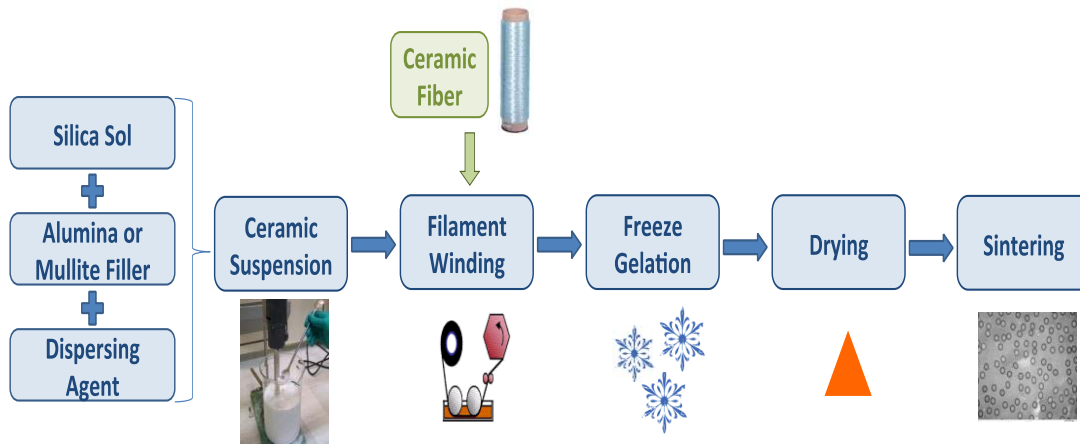 Ceramic
Fiber
Silica Sol
Alumina or
Mullite Filler
Dispersing
Agent
Ceramic
Suspension
Filament
Winding
Freeze
Gelation
Drying
Sintering